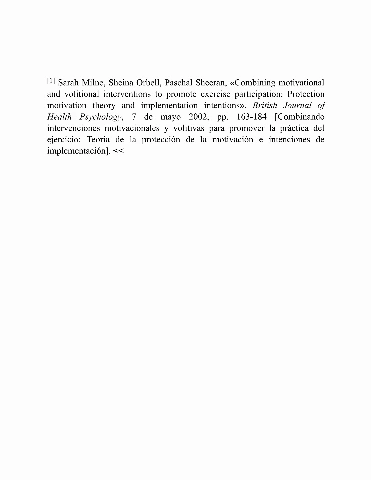 [1] Sarah Milne, Sheina Orbell, Paschal Sheeran, «Combining motivational
and volitional interventions to promote exercise participation: Protection
motivation theory and implementation intentions», British Journal of
Health Psychology, 7 de mayo 2002, pp. 163-184 [Combinando
intervenciones motivacionales y volitivas para promover la práctica del
ejercicio: Teoría de la protección de la motivación e intenciones de
implementación]. <<